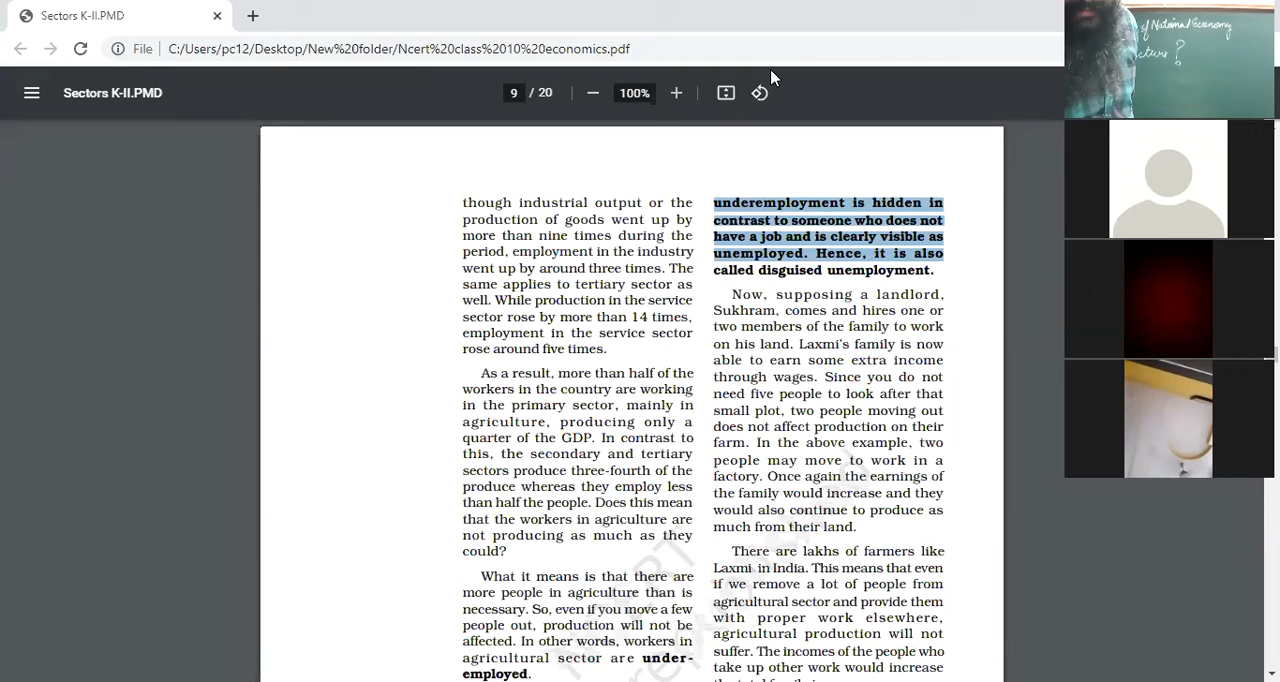 Sectors K-II.PMD
File
C:/Users/pc12/Desktop/New%20folder/Ncert%20class%2010%20economics.pdf
Sectors K-II.PMD
9 / 20
100%
of National Economy
cture ?
though industrial output or the
production of goods went up by
more than nine times during the
period, employment in the industry
went up by around three times. The
same applies to tertiary sector as
well. While production in the service
sector rose by more than 14 times,
employment in the service sector
rose around five times.
As a result, more than half of the
workers in the country are working
in the primary sector, mainly in
agriculture, producing only a
quarter of the GDP. In contrast to
this, the secondary and tertiary
sectors produce three-fourth of the
produce whereas they employ less
than half the people. Does this mean
that the workers in agriculture are
not producing as much as they
could?
What it means is that there are
more people in agriculture than is
necessary. So, even if you move a few
people out, production will not be
affected. In other words, workers in
agricultural sector are under-
employed.
underemployment is hidden in
contrast to someone who does not
have a job and is clearly visible as
unemployed. Hence, it is also
called disguised unemployment.
Now, supposing a landlord,
Sukhram, comes and hires one or
two members of the family to work
on his land. Laxmi's family is now
able to earn some extra income
through wages. Since you do not
need five people to look after that
small plot, two people moving out
does not affect production on their
farm. In the above example, two
people may move to work in a
factory. Once again the earnings of
the family would increase and they
would also continue to produce as
much from their land.
There are lakhs of farmers like
Laxmi in India. This means that even
if we remove a lot of people from
agricultural sector and provide them
with proper work elsewhere,
agricultural production will not
suffer. The incomes of the people who
take up other work would increase